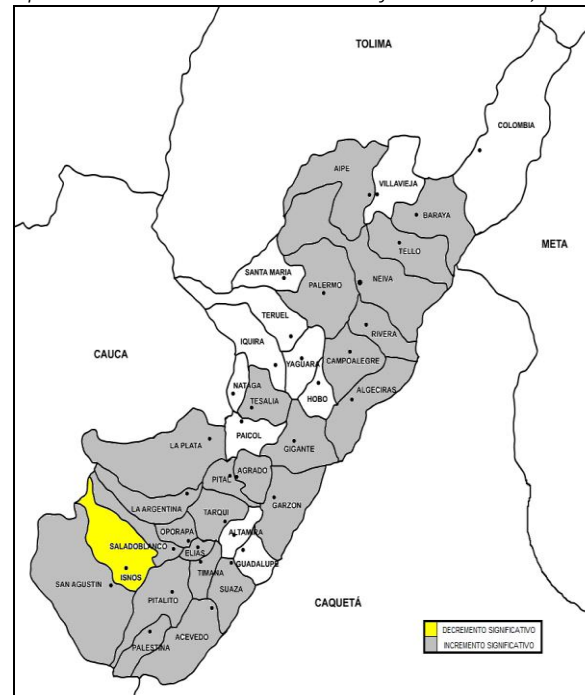 TOLIMA
COLOMBIA
AIPE
VILLAVIEJA
BARAYA
META
TELLO
SANTA MARIA
NEIVA
PALERMO
TERUEL
RIVERA
IQUIRA
CAUCA
YAGUARA
CAMPOALEGRE
NATAGA
HOBO
ALGECIRAS
TESALIA
PAICOL
LA PLATA
GIGANTE
PITAL
AGRADO
GARZON
LA ARGENTINA
TARQUI
OPORAPA
ALTAMIRA
SALADOBLANCO
ELIAS
GUADALUPE
TIMANA
ISNOS
SAN AGUSTIN
SUAZA
PITALITO
CAQUETÁ
ACEVEDO
PALESTINA
DECREMENTO SIGNIFICATIVO
INCREMENTO SIGNIFICATIVO